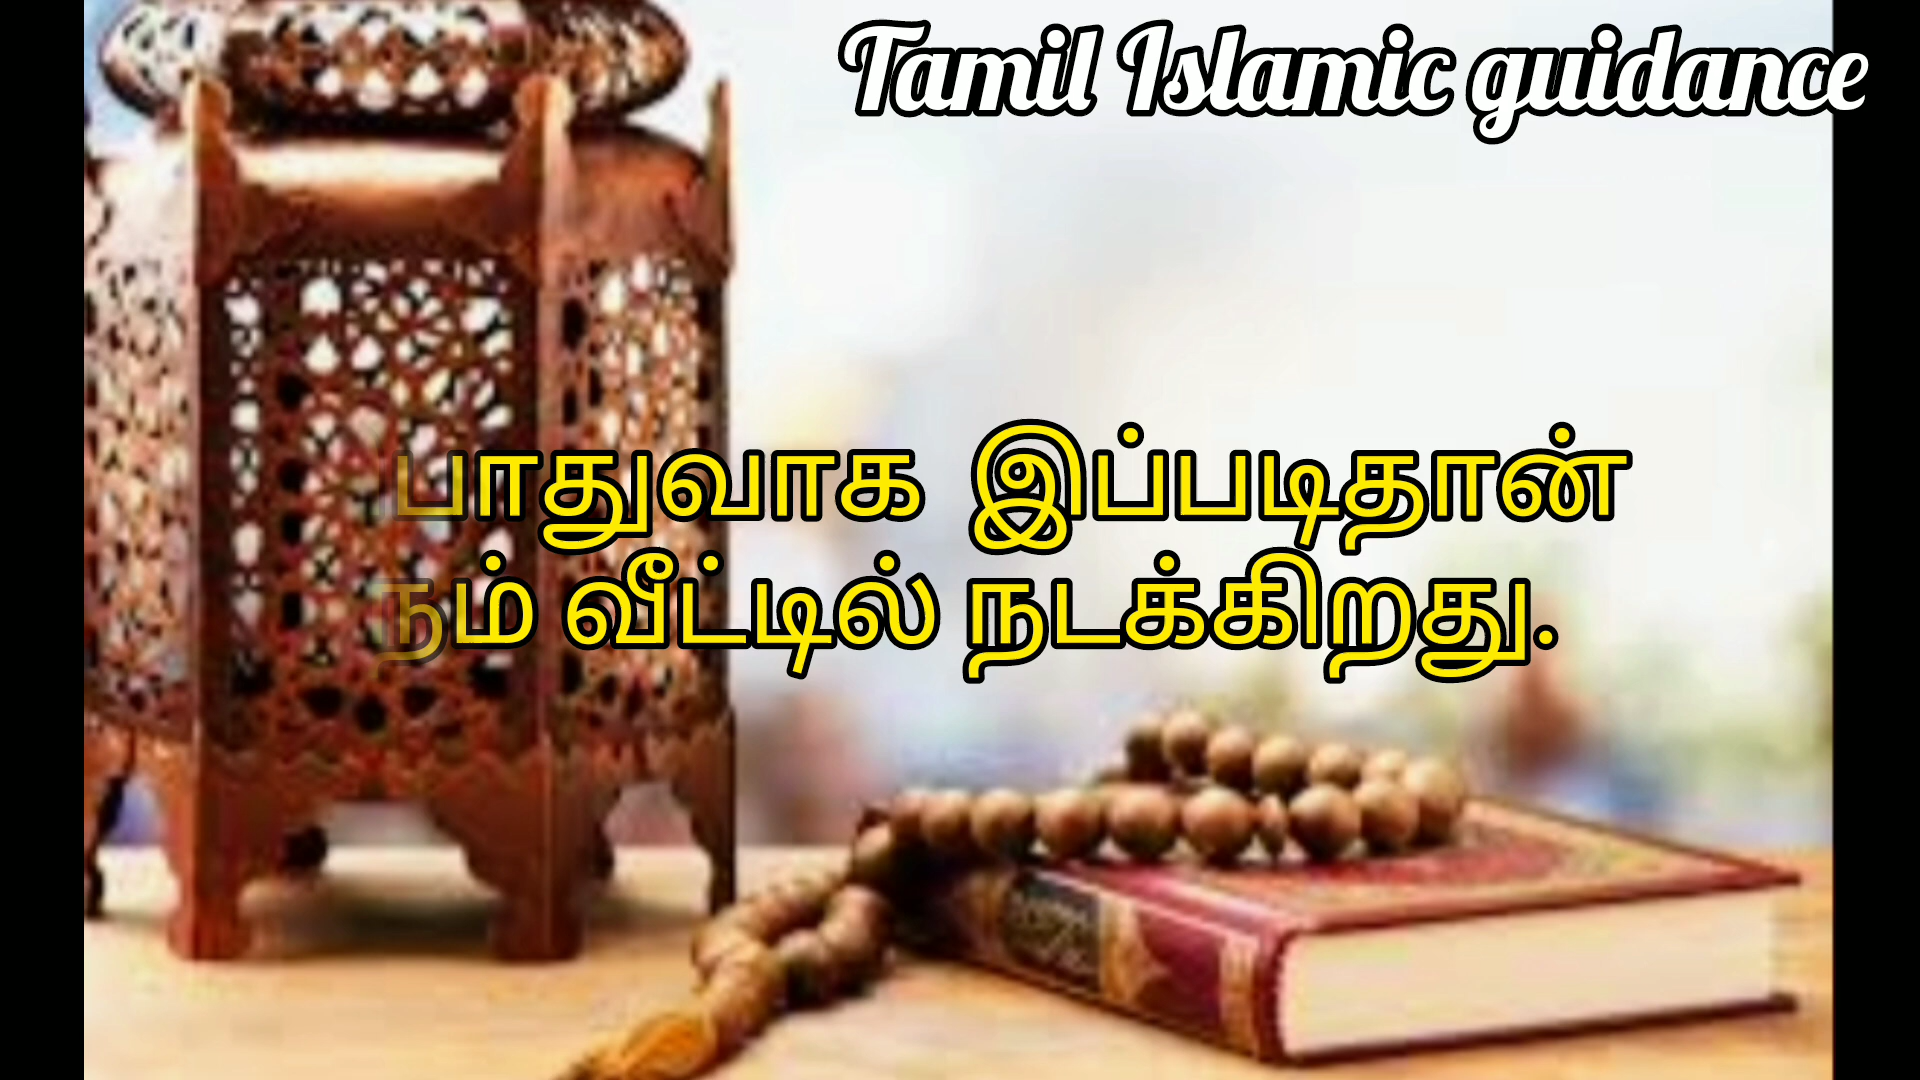 Tamil Islamic guidance
பாதுவாக இப்படிதான்
நம் வீட்டில் நடக்கிறது.